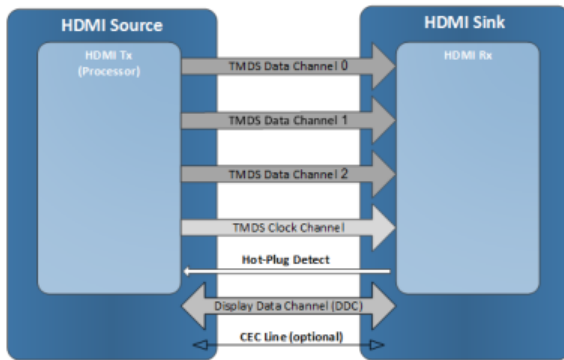 HDMI Source
HDMI Sink
HDMI Tx
(Processor)
HDMI Rx
TMDS Data Channel 0
TMDS Data Channel 1
TMDS Data Channel 2
TMDS Clock Channel
Hot-Plug Detect
Display Data Channel (DDC)
CEC Line (optional)